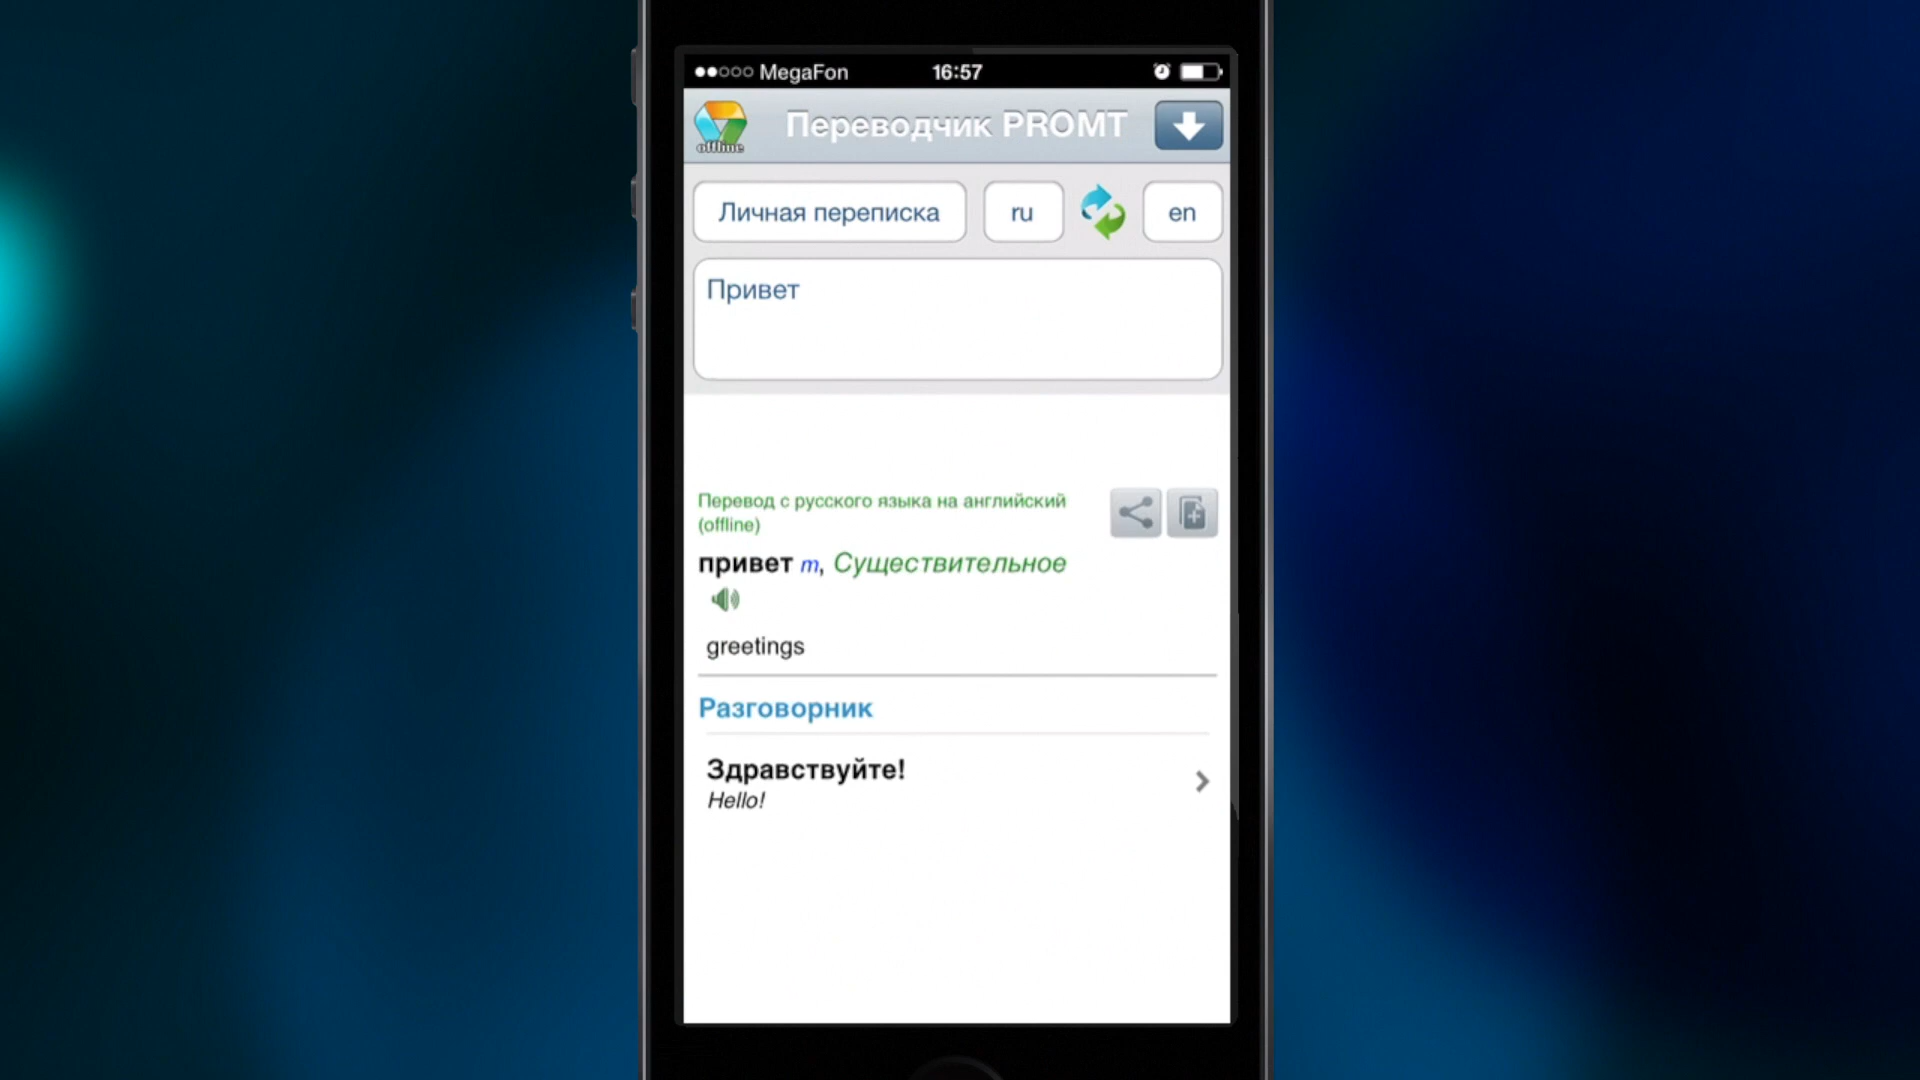 MegaFon 16:57
offline
Переводчик PROMT
Личная переписка ru en
Привет
Перевод с русского языка на английский
(offline)
привет m, Существительное
greetings
Разговорник
Здравствуйте!
Hello!